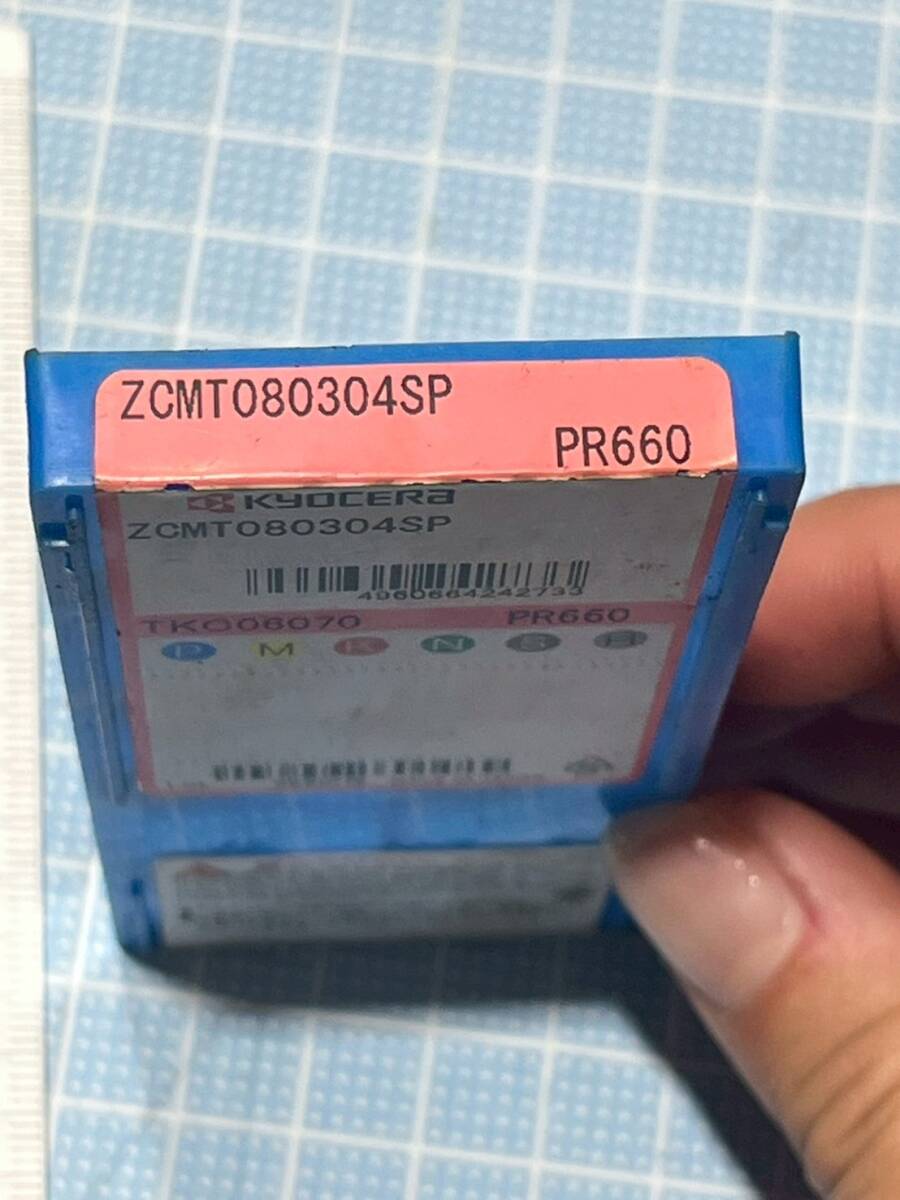 ZCMT080304SP
PR660
KYOCERA
ZCMT080304SP
4960664242733
TKO06070 PR660
P M K N S H